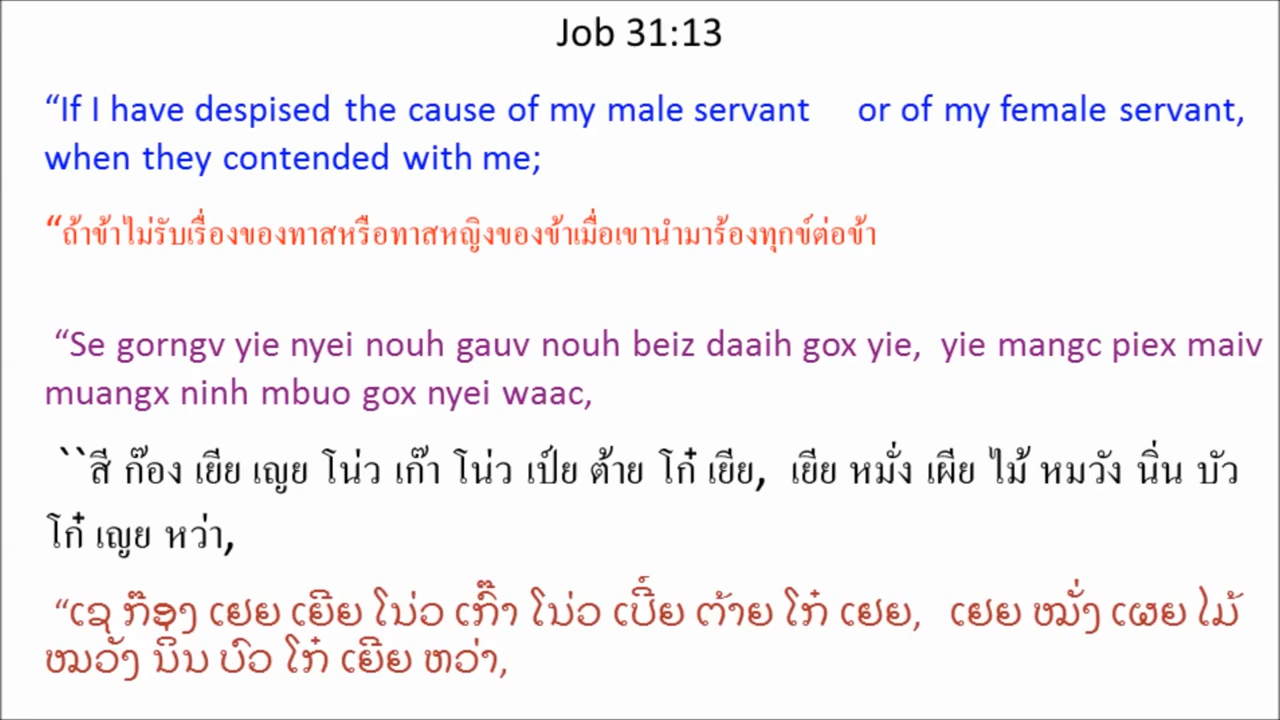 Job 31:13
“If I have despised the cause of my male servant or of my female servant,
when they contended with me;
“ถ้าข้าไม่รับเรื่องของทาสหรือทาสหญิงของข้าเมื่อเขานำมาร้องทุกข์ต่อข้า
“Se gorngv yie nyei nouh gauv nouh beiz daaih gox yie, yie mangc piex maiv
muangx ninh mbuo gox nyei waac,
``สี ก๊อง เยีย เญย โน่ว เก๊า โน่ว เป์ย ต้าย โก๋ เยีย, เยีย หมั่ง เผีย ไม้ หมวัง นิ่น บัว
โก๋ เญย หว่า,
“ເຊ ກ໊ອງ ເຢຍ ເຍີຍ ໂນ່ວ ເກົ໊າ ໂນ່ວ ເປີ໌ຍ ຕ້າຍ ໂກ໋ ເຢຍ, ເຢຍ ໝັ່ງ ເຜຍ ໄມ້
ໝວັງ ນິ່ນ ບົວ ໂກ໋ ເຍີຍ ຫວ່າ,